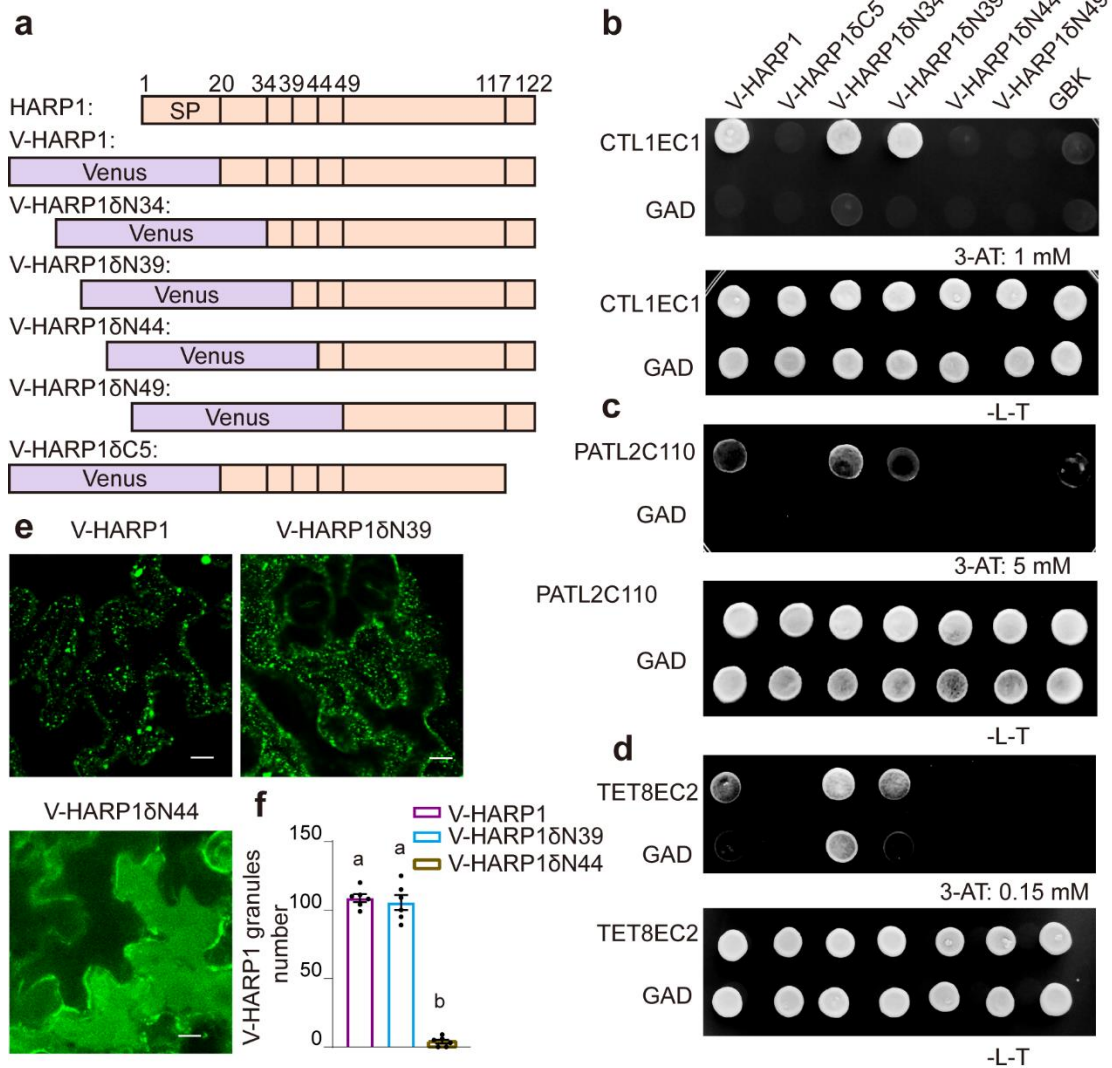 a
1 20 34 39 44 49 117 122
HARP1:
SP
V-HARP1:
Venus
V-HARP1δN34:
Venus
V-HARP1δN39:
Venus
V-HARP1δN44:
Venus
V-HARP1δN49:
Venus
V-HARP1δC5:
Venus
b
V-HARP1
V-HARP1δC5
V-HARP1δN34
V-HARP1δN39
V-HARP1δN44
V-HARP1δN49
GBK
CTL1EC1
GAD
3-AT: 1 mM
CTL1EC1
GAD
-L-T
c
PATL2C110
GAD
3-AT: 5 mM
PATL2C110
GAD
-L-T
d
TET8EC2
GAD
3-AT: 0.15 mM
TET8EC2
GAD
-L-T
e
V-HARP1 V-HARP1δN39
V-HARP1δN44
f
V-HARP1
V-HARP1δN39
V-HARP1δN44
V-HARP1 granules
number
150
100
50
0
a a
b